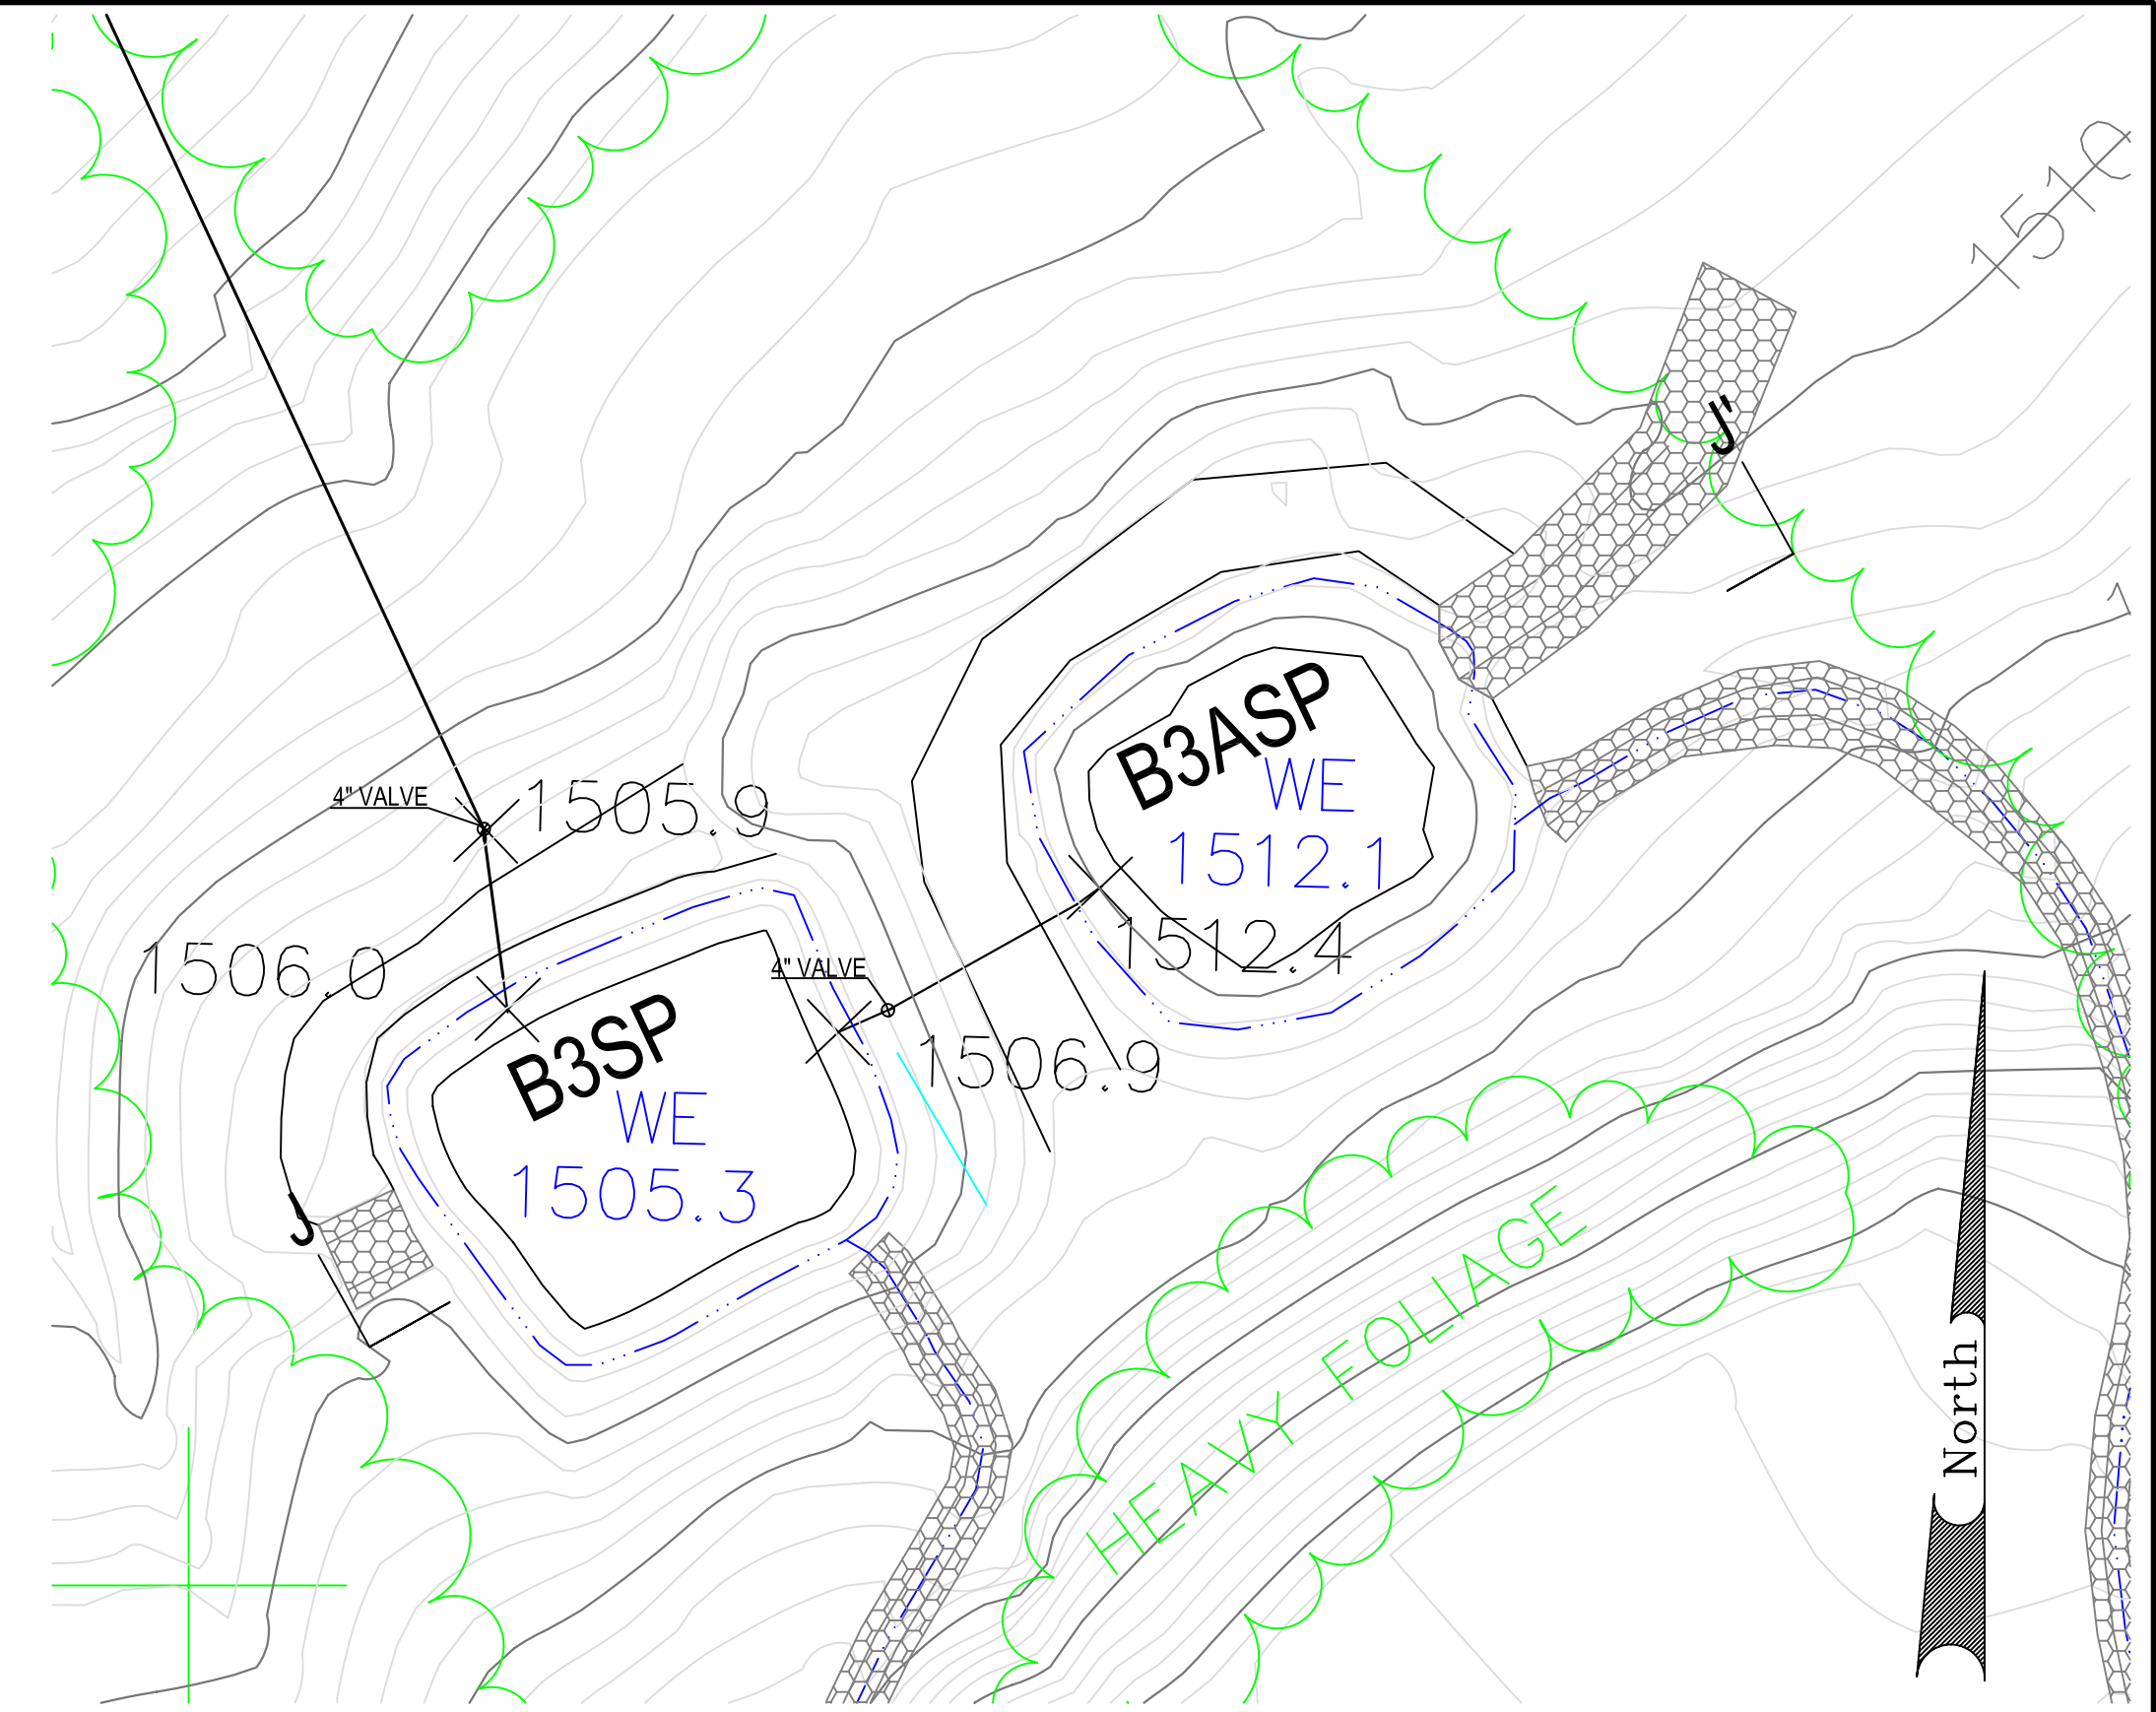 1510
J'
B3ASP
WE
1512.1
4" VALVE
1505.9
1512.4
1506.0
4" VALVE
B3SP
WE
1505.3
1506.9
J
HEAVY FOLIAGE
North